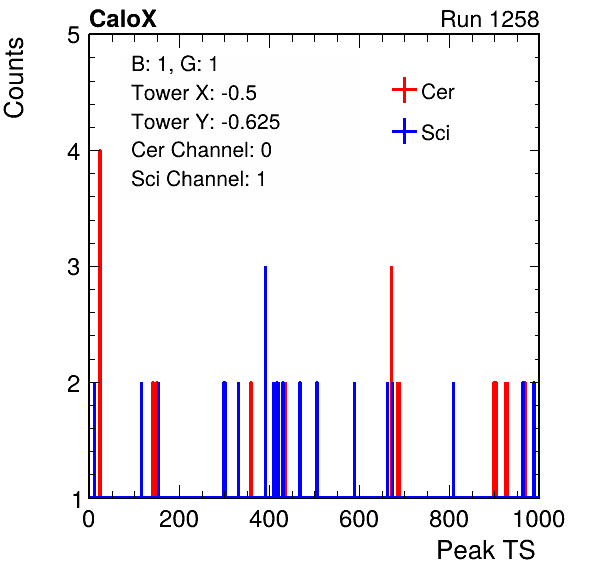 CaloX
Run 1258
Counts
5
4
3
2
1
B: 1, G: 1
Tower X: -0.5
Tower Y: -0.625
Cer Channel: 0
Sci Channel: 1
Cer
Sci
0 200 400 600 800 1000
Peak TS